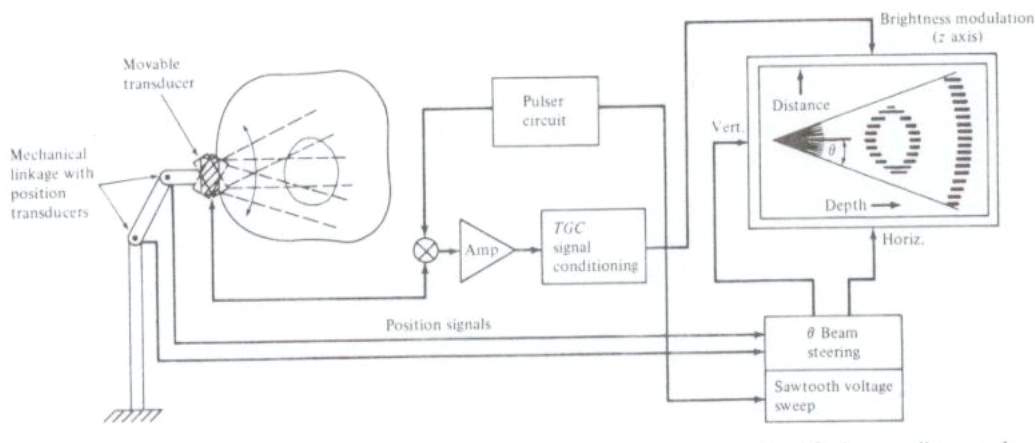 Brightness modulation
(z axis)
Movable
transducer
Pulser
circuit
Distance
Vert.
θ
Mechanical
linkage with
position
transducers
Depth
Horiz.
Amp
TGC
signal
conditioning
Position signals
θ Beam
steering
Sawtooth voltage
sweep